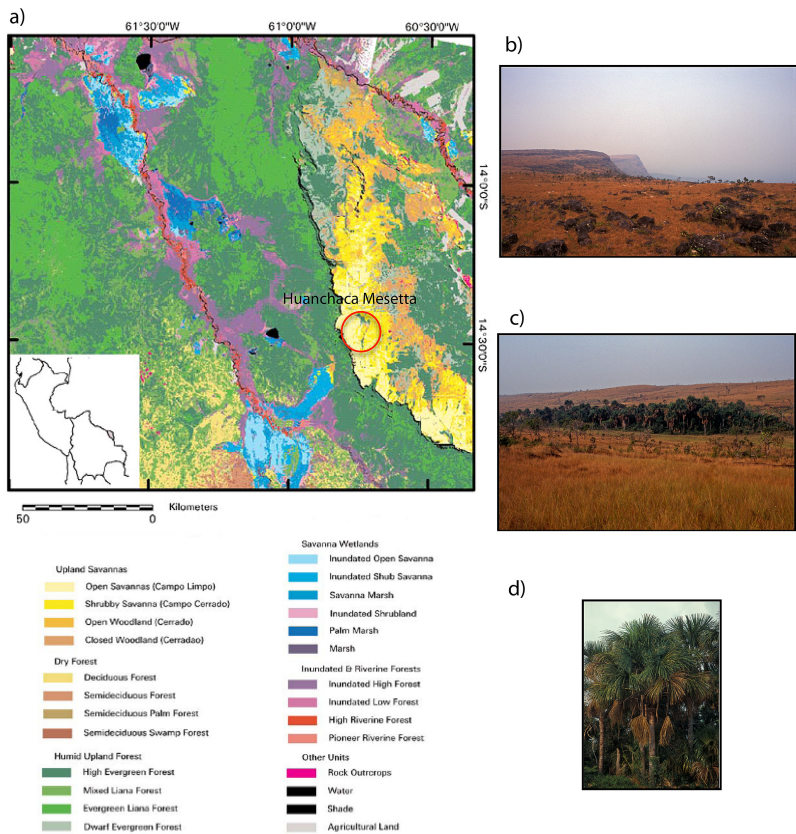 a)
61°30'0"W
61°0'0"W
60°30'0"W
14°0'0"S
14°30'0"S
Huanchaca Mesetta
50
0
Kilometers
Upland Savannas
Open Savannas (Campo Limpo)
Shrubby Savanna (Campo Cerrado)
Open Woodland (Cerrado)
Closed Woodland (Cerradao)
Dry Forest
Deciduous Forest
Semideciduous Forest
Semideciduous Palm Forest
Semideciduous Swamp Forest
Humid Upland Forest
High Evergreen Forest
Mixed Liana Forest
Evergreen Liana Forest
Dwarf Evergreen Forest
Savanna Wetlands
Inundated Open Savanna
Inundated Shub Savanna
Savanna Marsh
Inundated Shrubland
Palm Marsh
Marsh
Inundated & Riverine Forests
Inundated High Forest
Inundated Low Forest
High Riverine Forest
Pioneer Riverine Forest
Other Units
Rock Outcrops
Water
Shade
Agricultural Land
b)
c)
d)